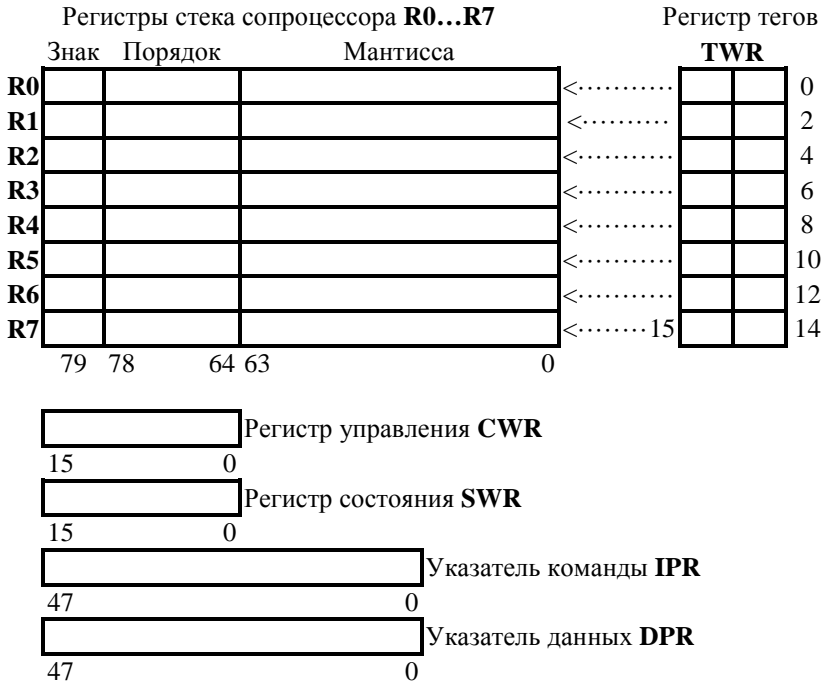 Регистры стека сопроцессора R0…R7 Регистр тегов
Знак Порядок Мантисса TWR
R0 <··········· 0
R1 <·········· 2
R2 <··········· 4
R3 <··········· 6
R4 <··········· 8
R5 <··········· 10
R6 <··········· 12
R7 <·······15 14
79 78 64 63 0
Регистр управления CWR
15 0
Регистр состояния SWR
15 0
Указатель команды IPR
47 0
Указатель данных DPR
47 0